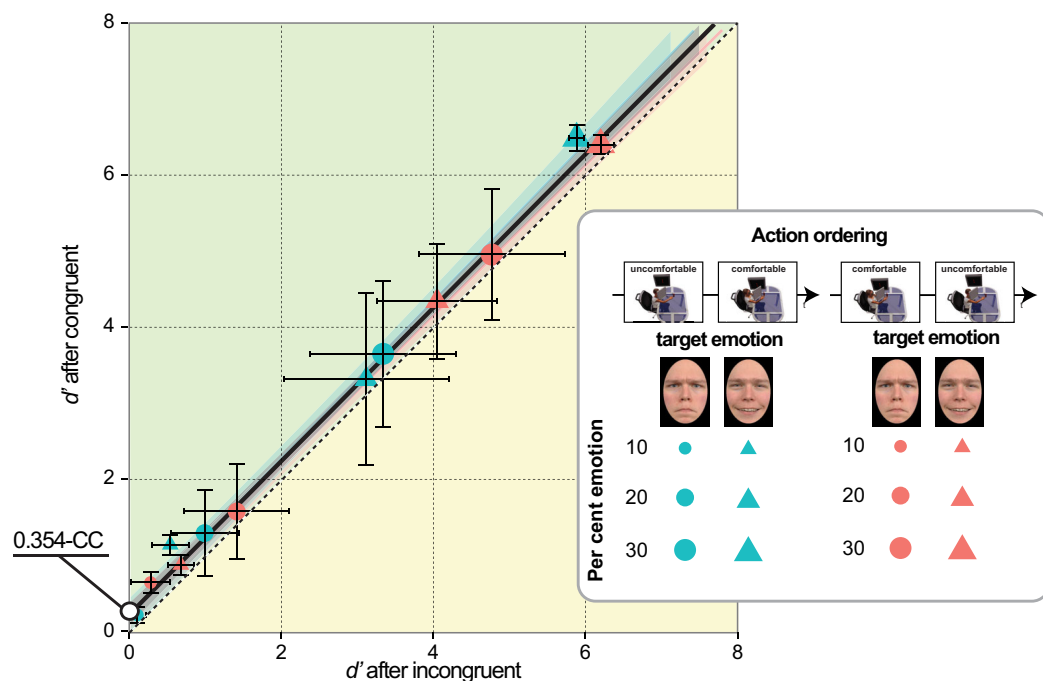 8
6
4
2
0
0
2
4
6
8
d' after congruent
d' after incongruent
0.354-CC
Action ordering
uncomfortable
comfortable
comfortable
uncomfortable
target emotion
target emotion
Per cent emotion
10
10
20
20
30
30